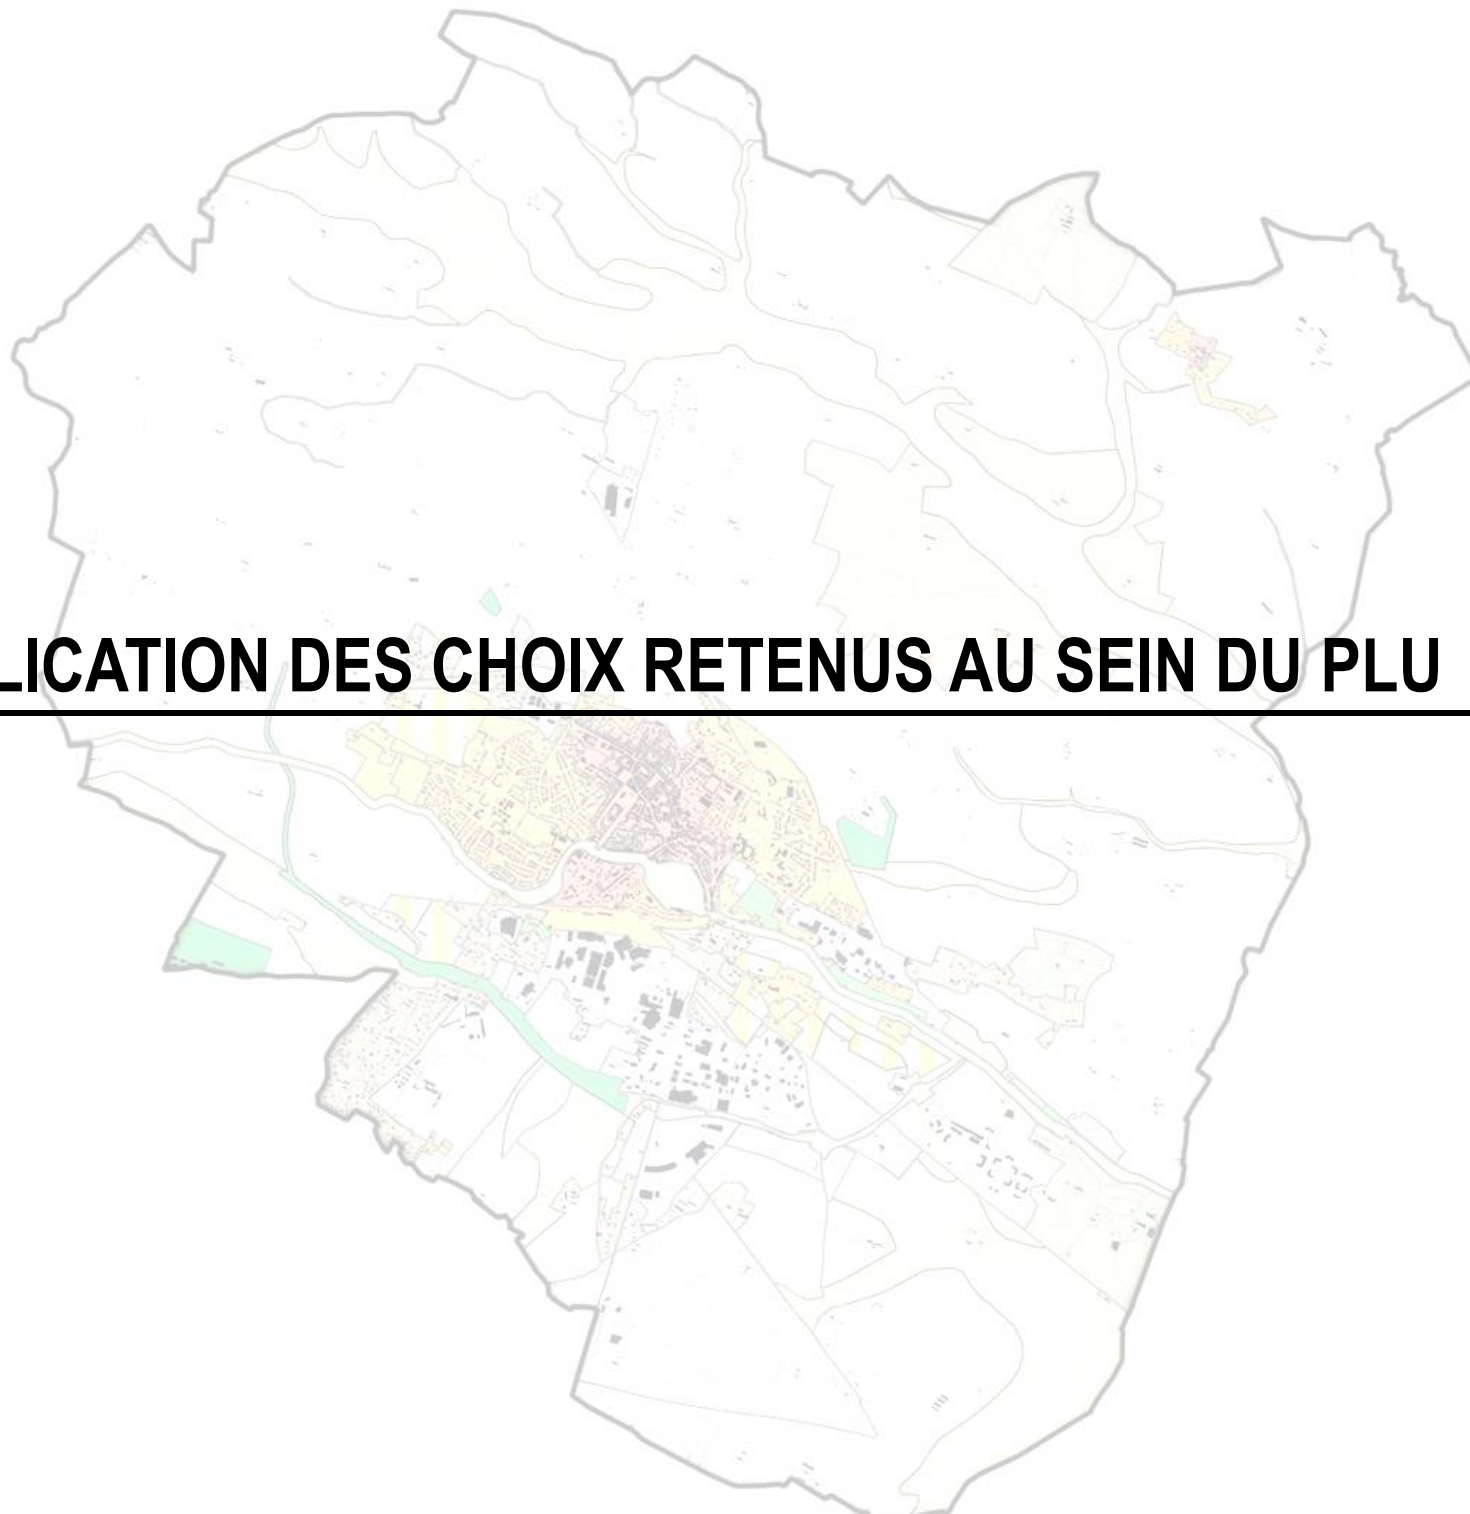 LICATION DES CHOIX RETENUS AU SEIN DU PLU